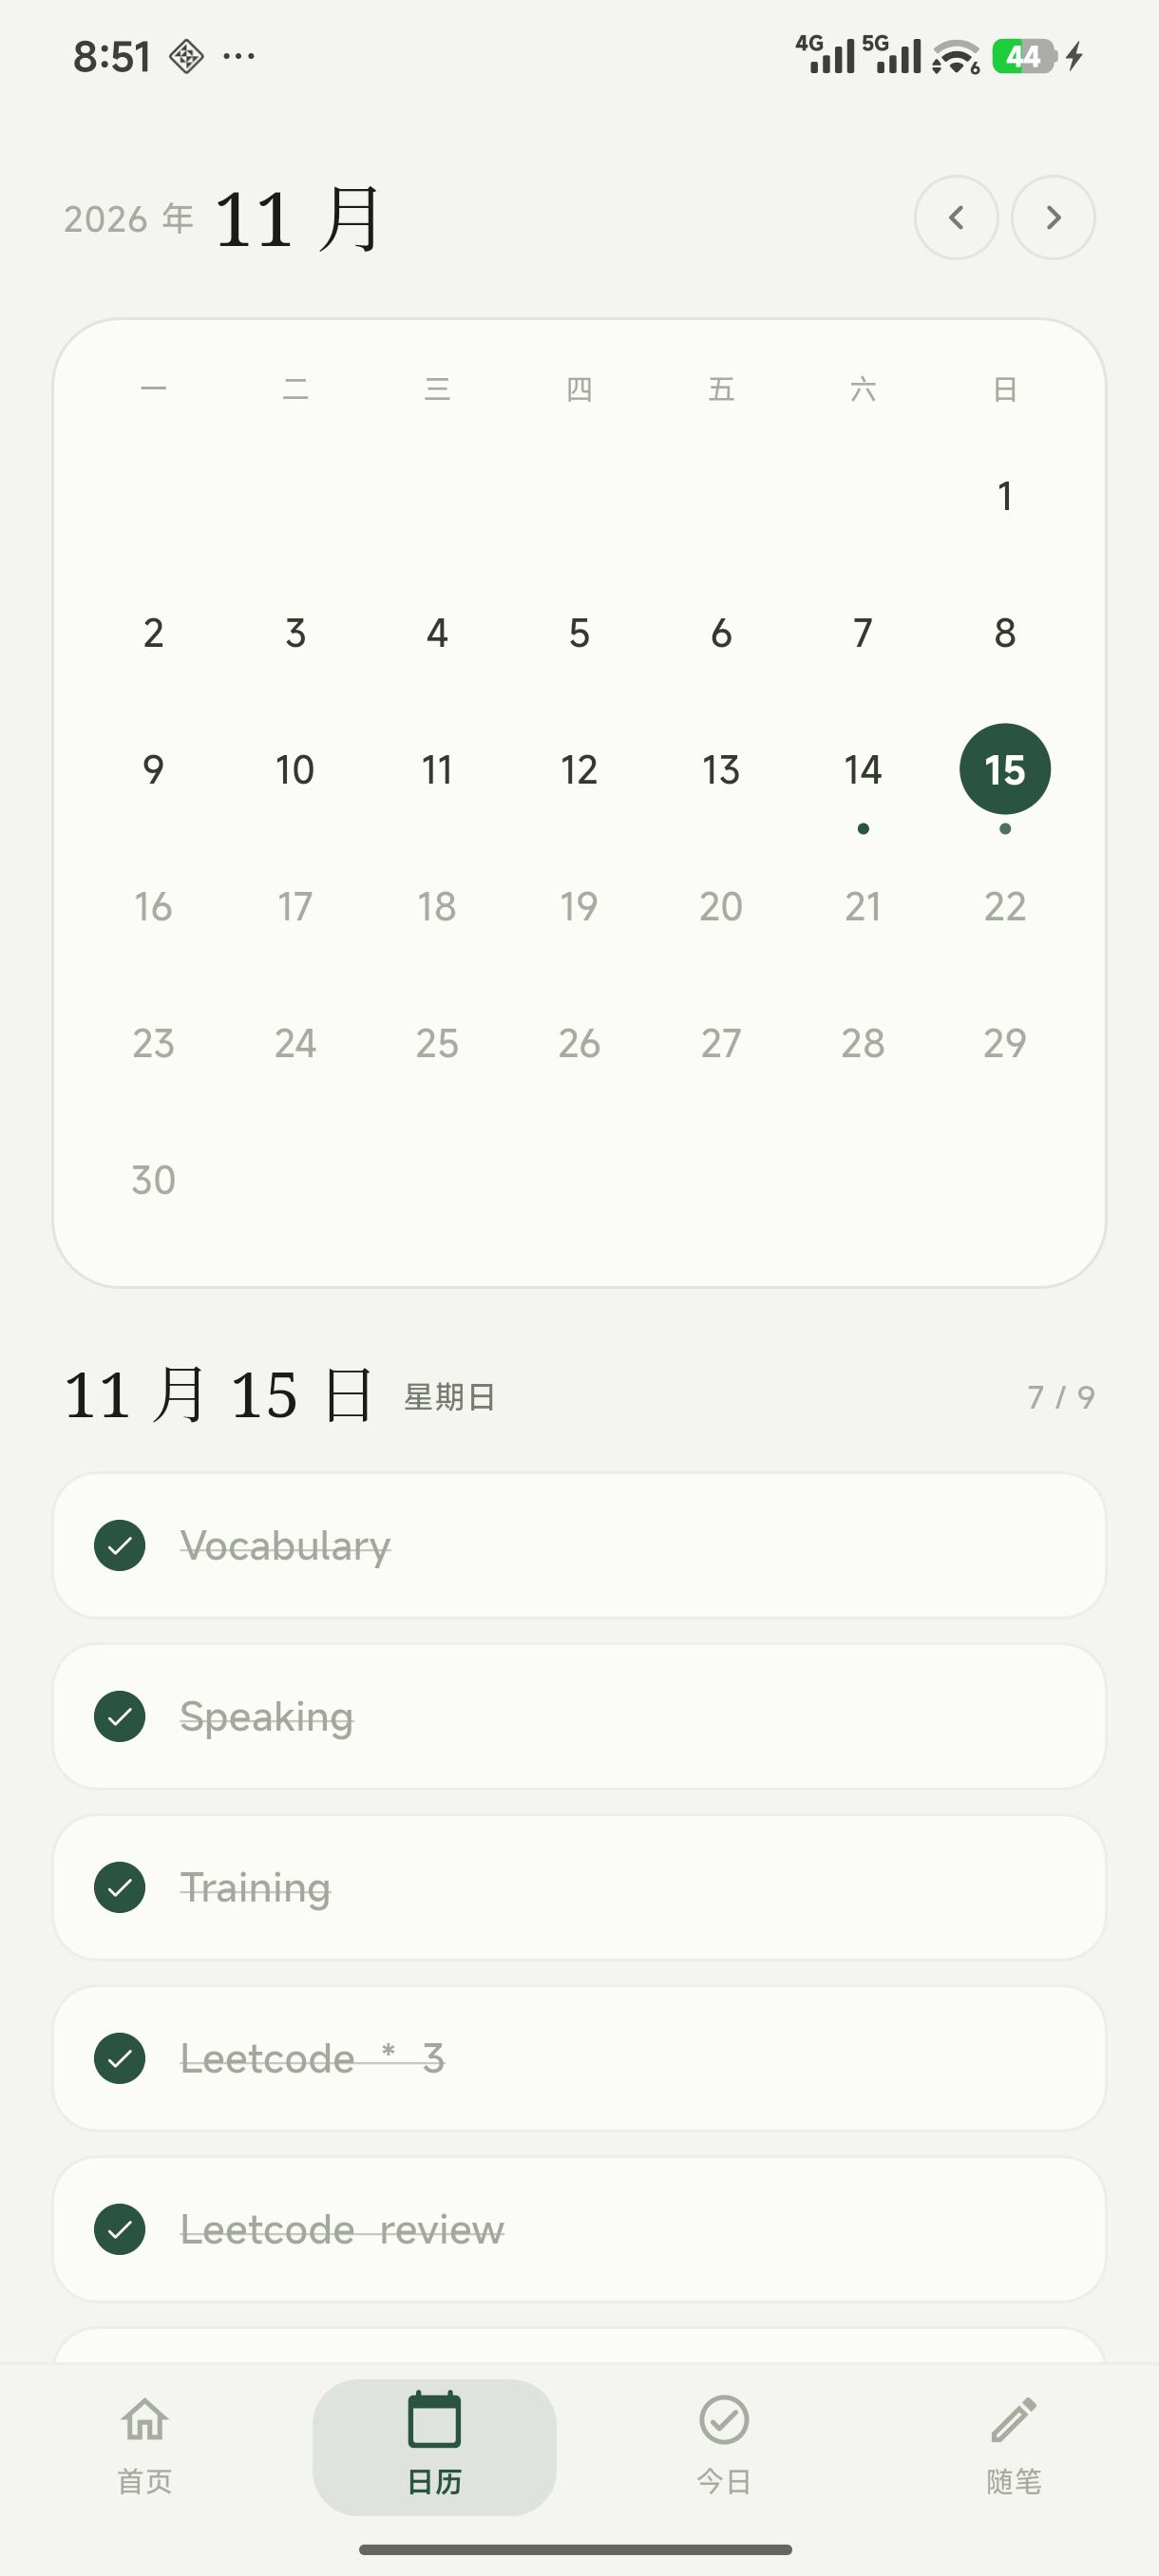 8:51 ... 4G 5G 6 44
2026 年 11 月
一 二 三 四 五 六 日
1
2 3 4 5 6 7 8
9 10 11 12 13 14 15
16 17 18 19 20 21 22
23 24 25 26 27 28 29
30
11 月 15 日 星期日 7 / 9
Vocabulary
Speaking
Training
Leetcode * 3
Leetcode review
首页 日历 今日 随笔